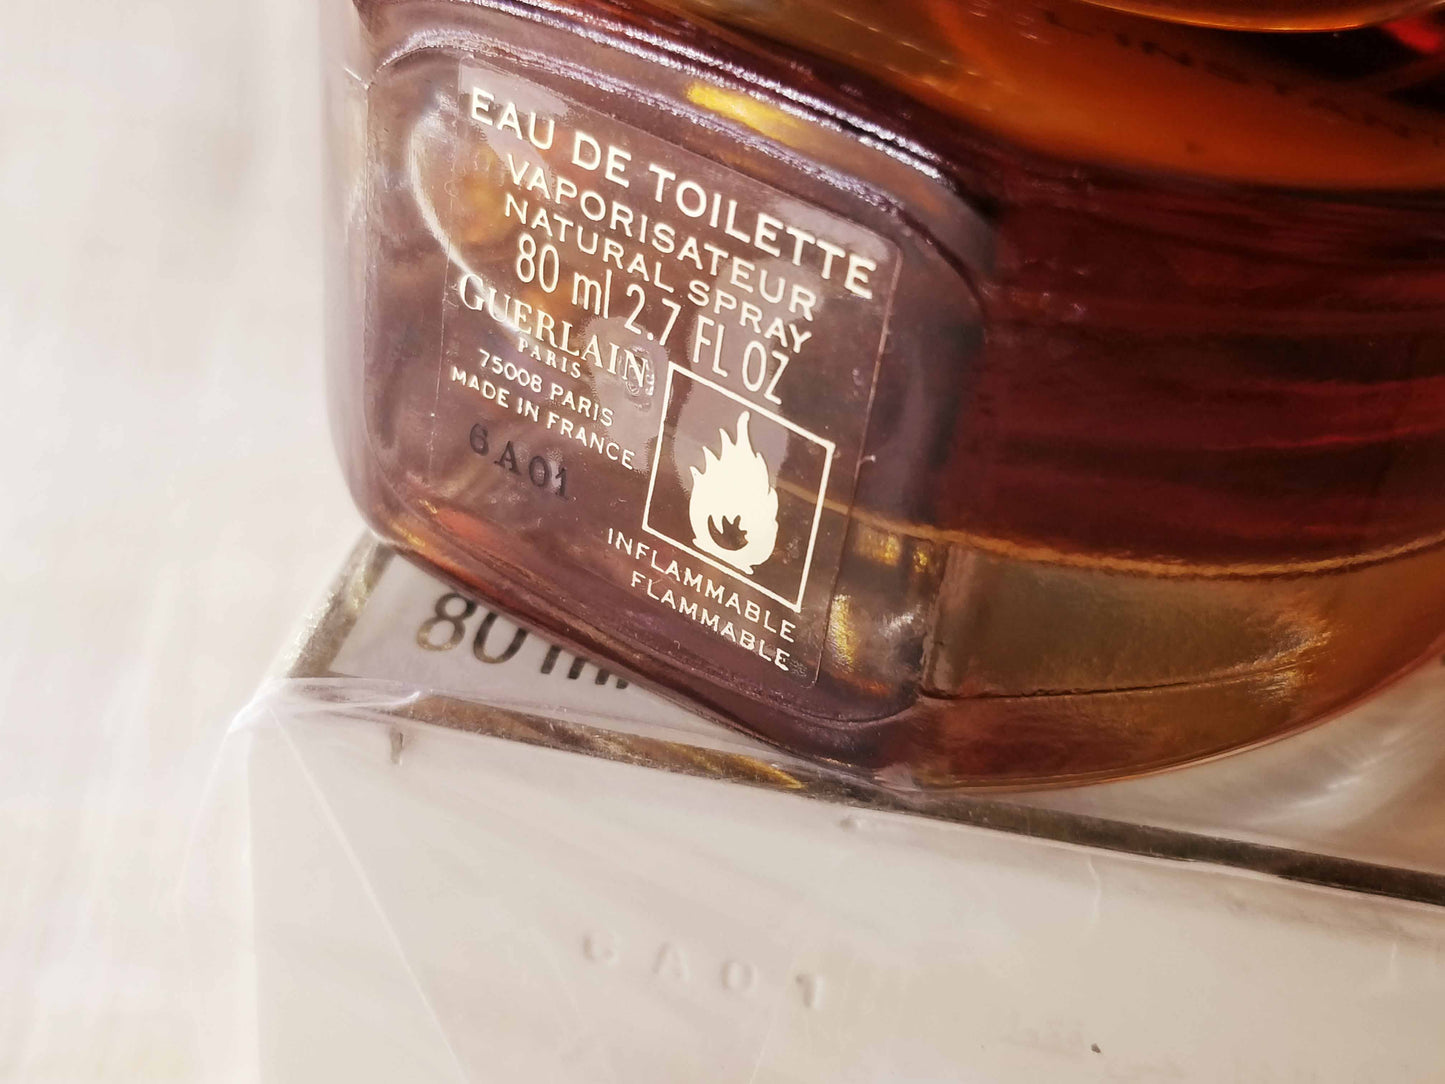 EAU DE TOILETTE
VAPORISATEUR
NATURAL SPRAY
80 ml 2.7 FL OZ
GUERLAIN
PARIS
75008 PARIS
MADE IN FRANCE
6A01
INFLAMMABLE
FLAMMABLE
80 ml
6A01